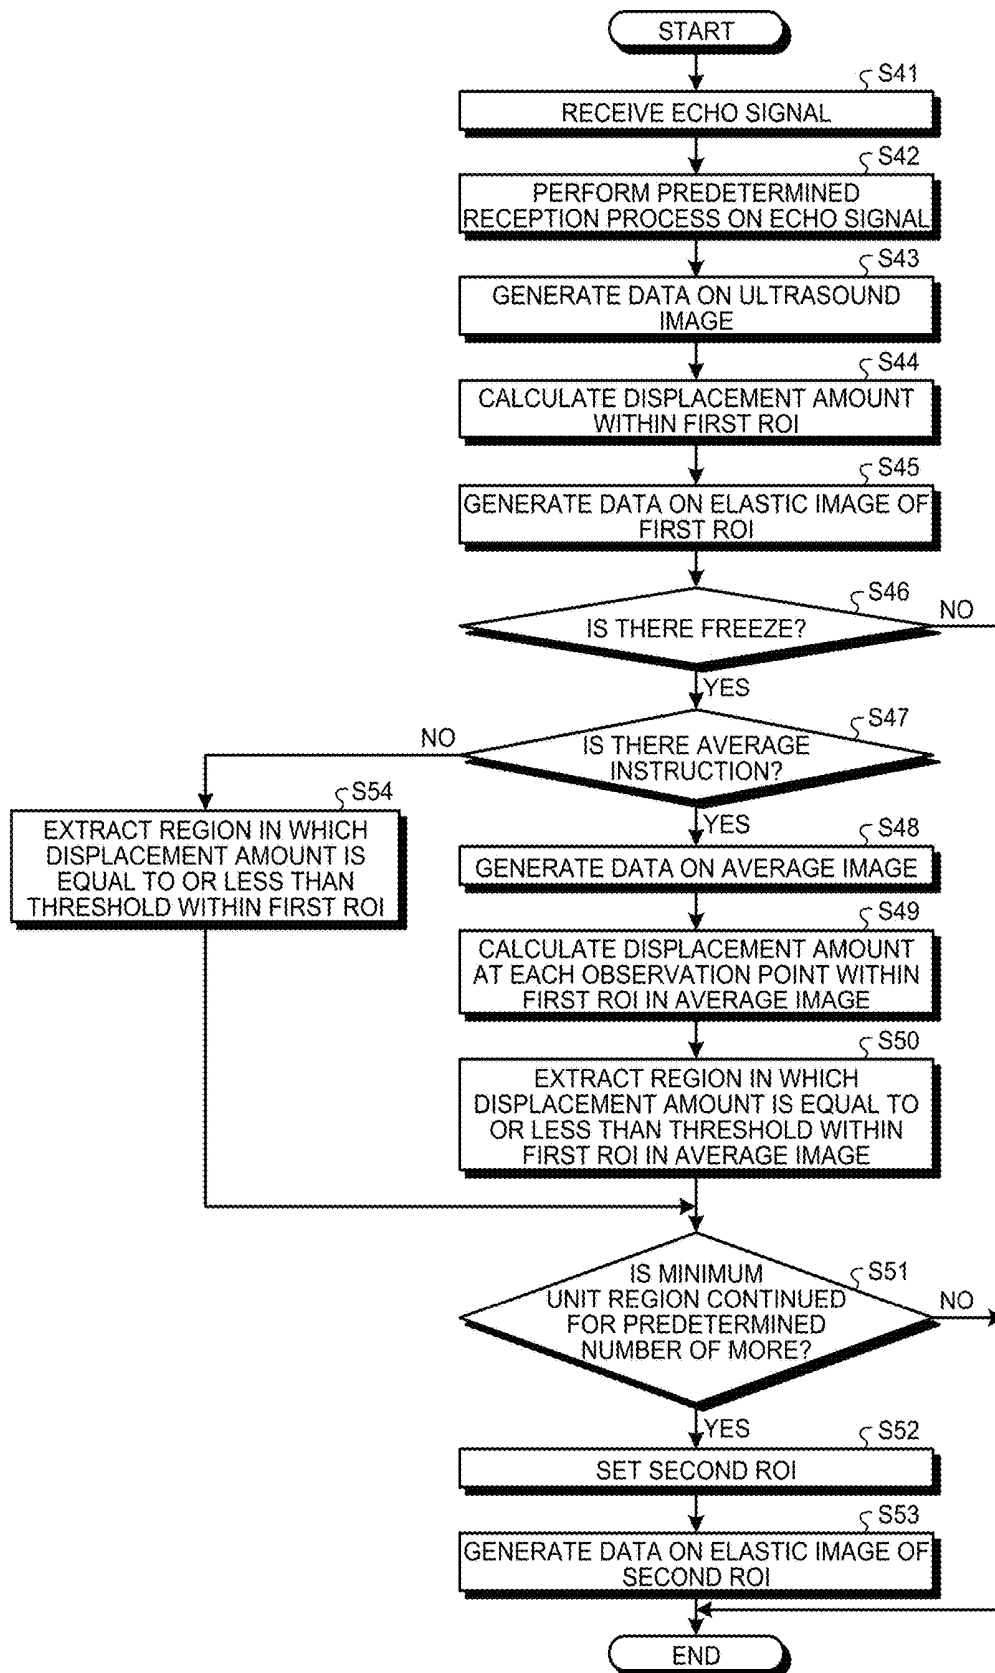 START
S41
RECEIVE ECHO SIGNAL
S42
PERFORM PREDETERMINED
RECEPTION PROCESS ON ECHO SIGNAL
S43
GENERATE DATA ON ULTRASOUND
IMAGE
S44
CALCULATE DISPLACEMENT AMOUNT
WITHIN FIRST ROI
S45
GENERATE DATA ON ELASTIC IMAGE OF
FIRST ROI
S46
IS THERE FREEZE?
NO
YES
S47
IS THERE AVERAGE
INSTRUCTION?
NO
YES
S54
EXTRACT REGION IN WHICH
DISPLACEMENT AMOUNT IS
EQUAL TO OR LESS THAN
THRESHOLD WITHIN FIRST ROI
S48
GENERATE DATA ON AVERAGE IMAGE
S49
CALCULATE DISPLACEMENT AMOUNT
AT EACH OBSERVATION POINT WITHIN
FIRST ROI IN AVERAGE IMAGE
S50
EXTRACT REGION IN WHICH
DISPLACEMENT AMOUNT IS EQUAL TO
OR LESS THAN THRESHOLD WITHIN
FIRST ROI IN AVERAGE IMAGE
S51
IS MINIMUM
UNIT REGION CONTINUED
FOR PREDETERMINED
NUMBER OF MORE?
NO
YES
S52
SET SECOND ROI
S53
GENERATE DATA ON ELASTIC IMAGE OF
SECOND ROI
END